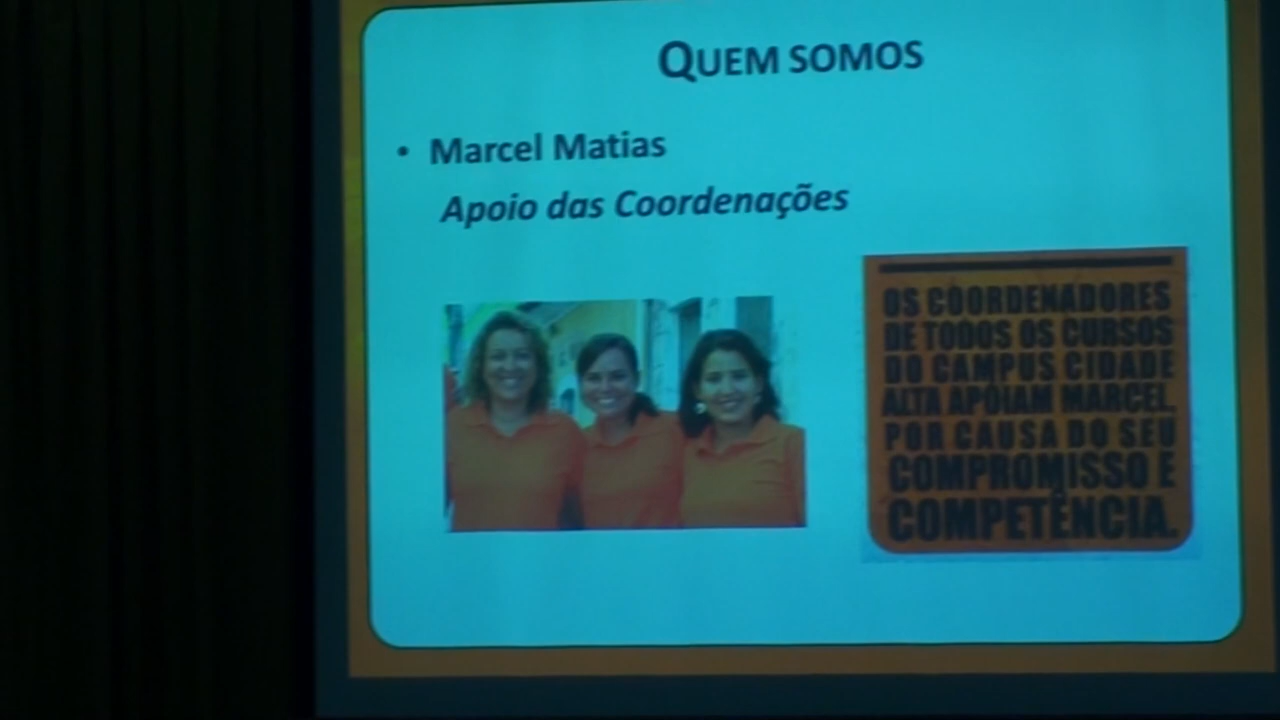 QUEM SOMOS
• Marcel Matias
Apoio das Coordenações
OS COORDENADORES
DE TODOS OS CURSOS
DO CAMPUS CIDADE
ALTA APÓIAM MARCEL,
POR CAUSA DO SEU
COMPROMISSO E
COMPETÊNCIA.